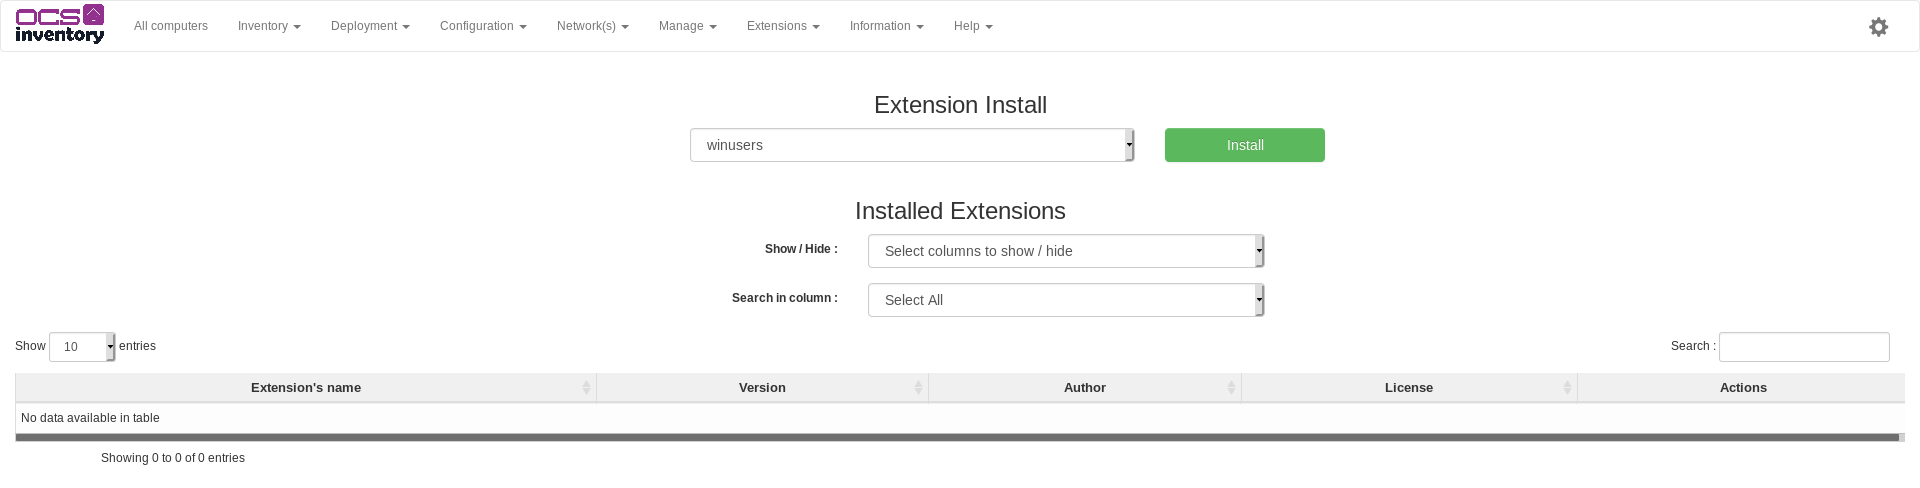 OCS inventory
All computers Inventory Deployment Configuration Network(s) Manage Extensions Information Help
Extension Install
winusers Install
Installed Extensions
Show / Hide : Select columns to show / hide
Search in column : Select All
Show 10 entries Search :
Extension's name Version Author License Actions
No data available in table
Showing 0 to 0 of 0 entries